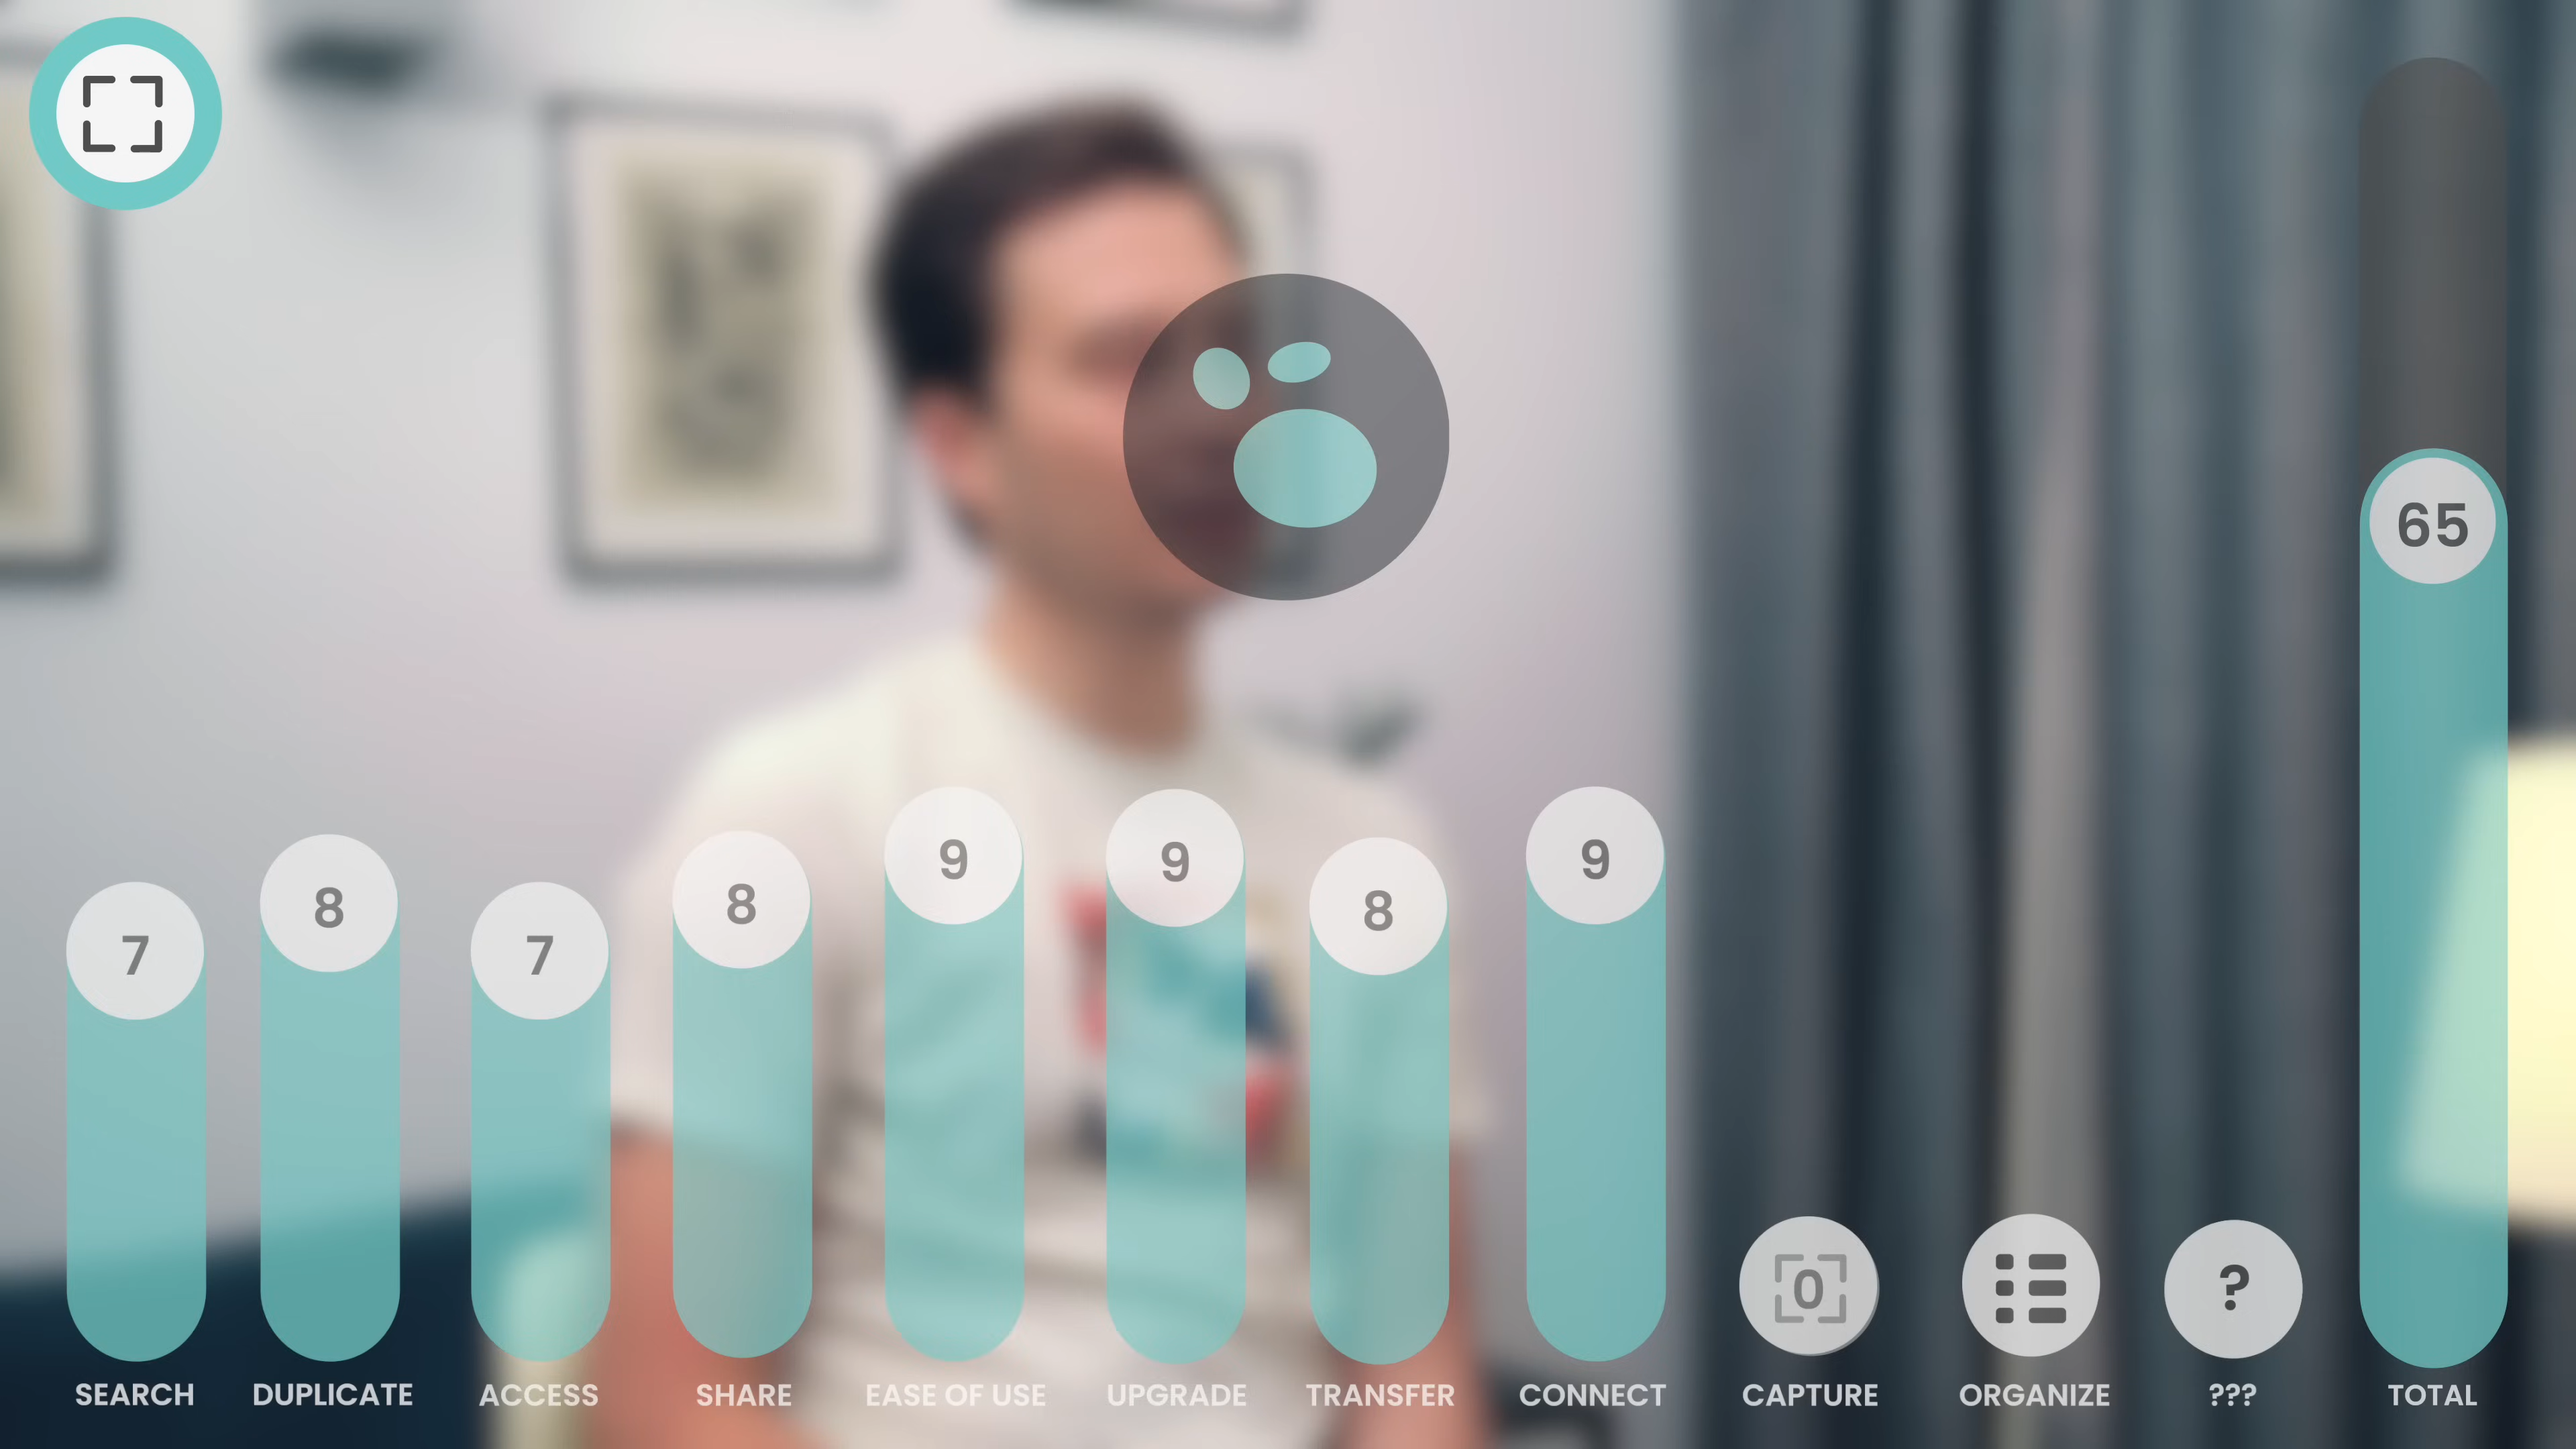 65
7
8
7
8
9
9
8
9
0
?
SEARCH
DUPLICATE
ACCESS
SHARE
EASE OF USE
UPGRADE
TRANSFER
CONNECT
CAPTURE
ORGANIZE
???
TOTAL